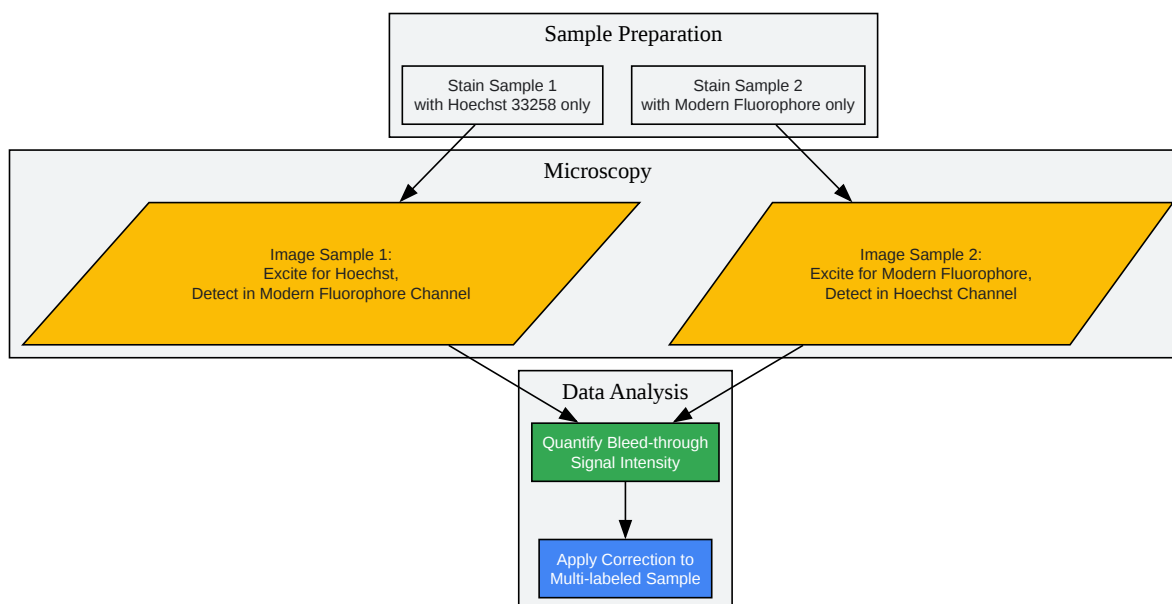 Sample Preparation
Stain Sample 1
with Hoechst 33258 only
Stain Sample 2
with Modern Fluorophore only
Microscopy
Image Sample 1:
Excite for Hoechst,
Detect in Modern Fluorophore Channel
Image Sample 2:
Excite for Modern Fluorophore,
Detect in Hoechst Channel
Data Analysis
Quantify Bleed-through
Signal Intensity
Apply Correction to
Multi-labeled Sample